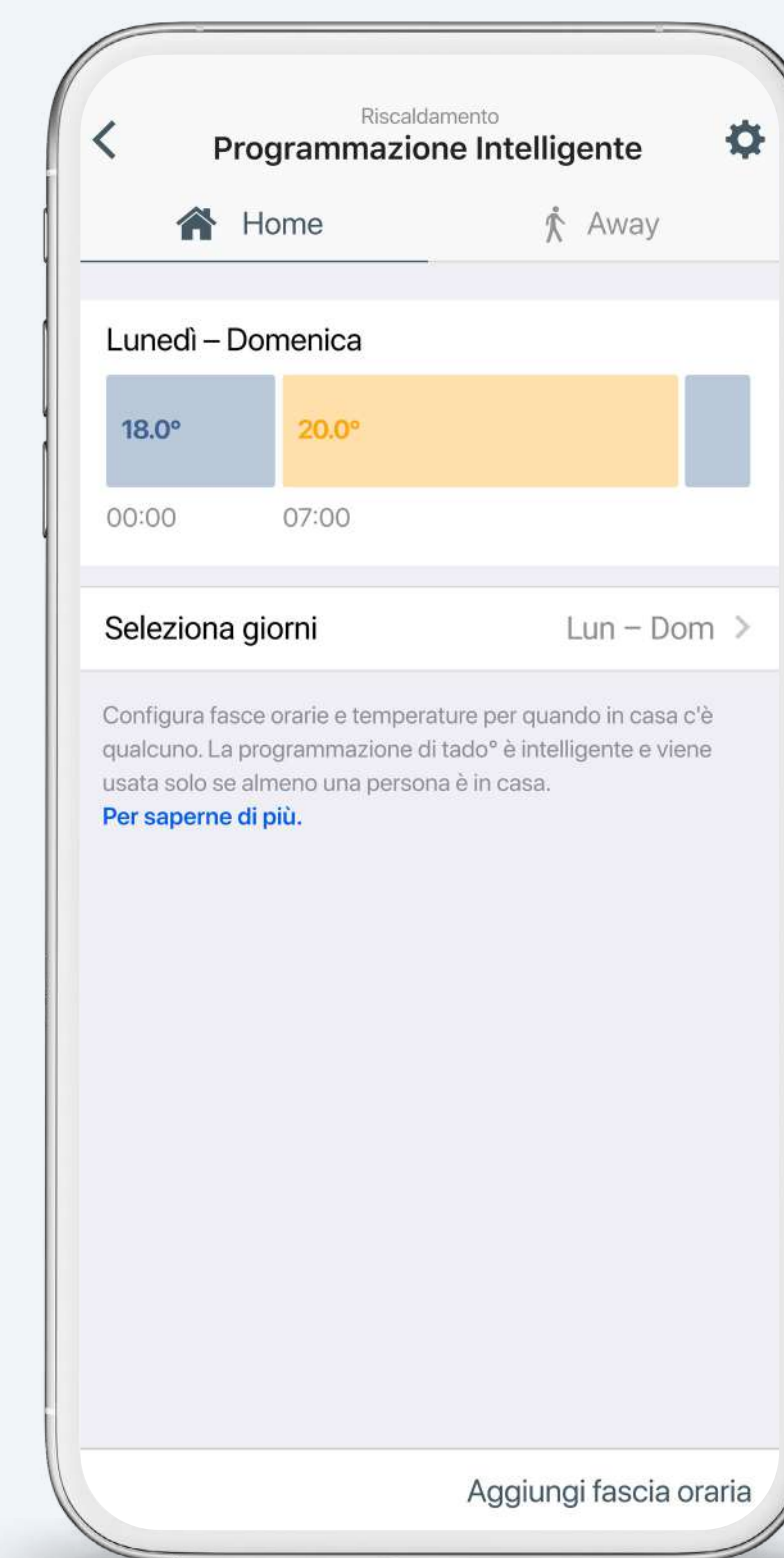 Riscaldamento
Programmazione Intelligente
Home
Away
Lunedì – Domenica
18.0°
20.0°
00:00
07:00
Seleziona giorni
Lun – Dom
Configura fasce orarie e temperature per quando in casa c'è
qualcuno. La programmazione di tado° è intelligente e viene
usata solo se almeno una persona è in casa.
Per saperne di più.
Aggiungi fascia oraria